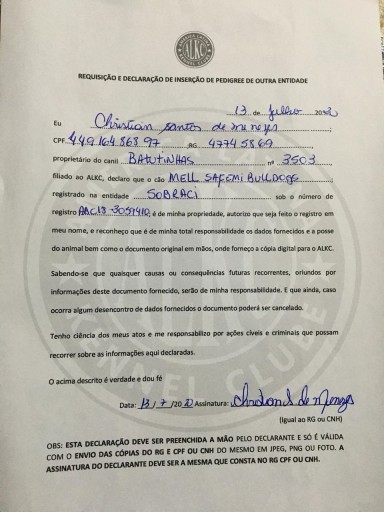 ALKC
REQUISIÇÃO E DECLARAÇÃO DE INSERÇÃO DE PEDIGREE DE OUTRA ENTIDADE
13 de Julho
Eu Christian santos de menezes
CPF 449 164 868 97 RG 4774 5869
proprietário do canil BATUTINHAS nº 3503
filiado ao ALKC, declaro que o cão MELL SAFEMI BULLDOGS
registrado na entidade SOBRACI sob o número de
registro , é de minha propriedade, autorizo que seja feito o registro em
meu nome, e reconheço que é de minha total responsabilidade os dados fornecidos e a posse
do animal bem como o documento original em mãos, onde forneço a cópia digital para o ALKC.
Sabendo-se que quaisquer causas ou consequências futuras recorrentes, oriundos por
informações deste documento fornecido, serão de minha responsabilidade. E que ainda, caso
ocorra algum desencontro de dados fornecidos o documento poderá ser cancelado.
Tenho ciência dos meus atos e me responsabilizo por ações cíveis e criminais que possam
recorrer sobre as informações aqui declaradas.
O acima descrito é verdade e dou fé
Data: 13 / 7 /20 Assinatura:
(Igual ao RG ou CNH)
OBS: ESTA DECLARAÇÃO DEVE SER PREENCHIDA A MÃO PELO DECLARANTE E SÓ É VÁLIDA
COM O ENVIO DAS CÓPIAS DO RG E CPF OU CNH DO MESMO EM JPEG, PNG OU FOTO. A
ASSINATURA DO DECLARANTE DEVE SER A MESMA QUE CONSTA NO RG CPF OU CNH.